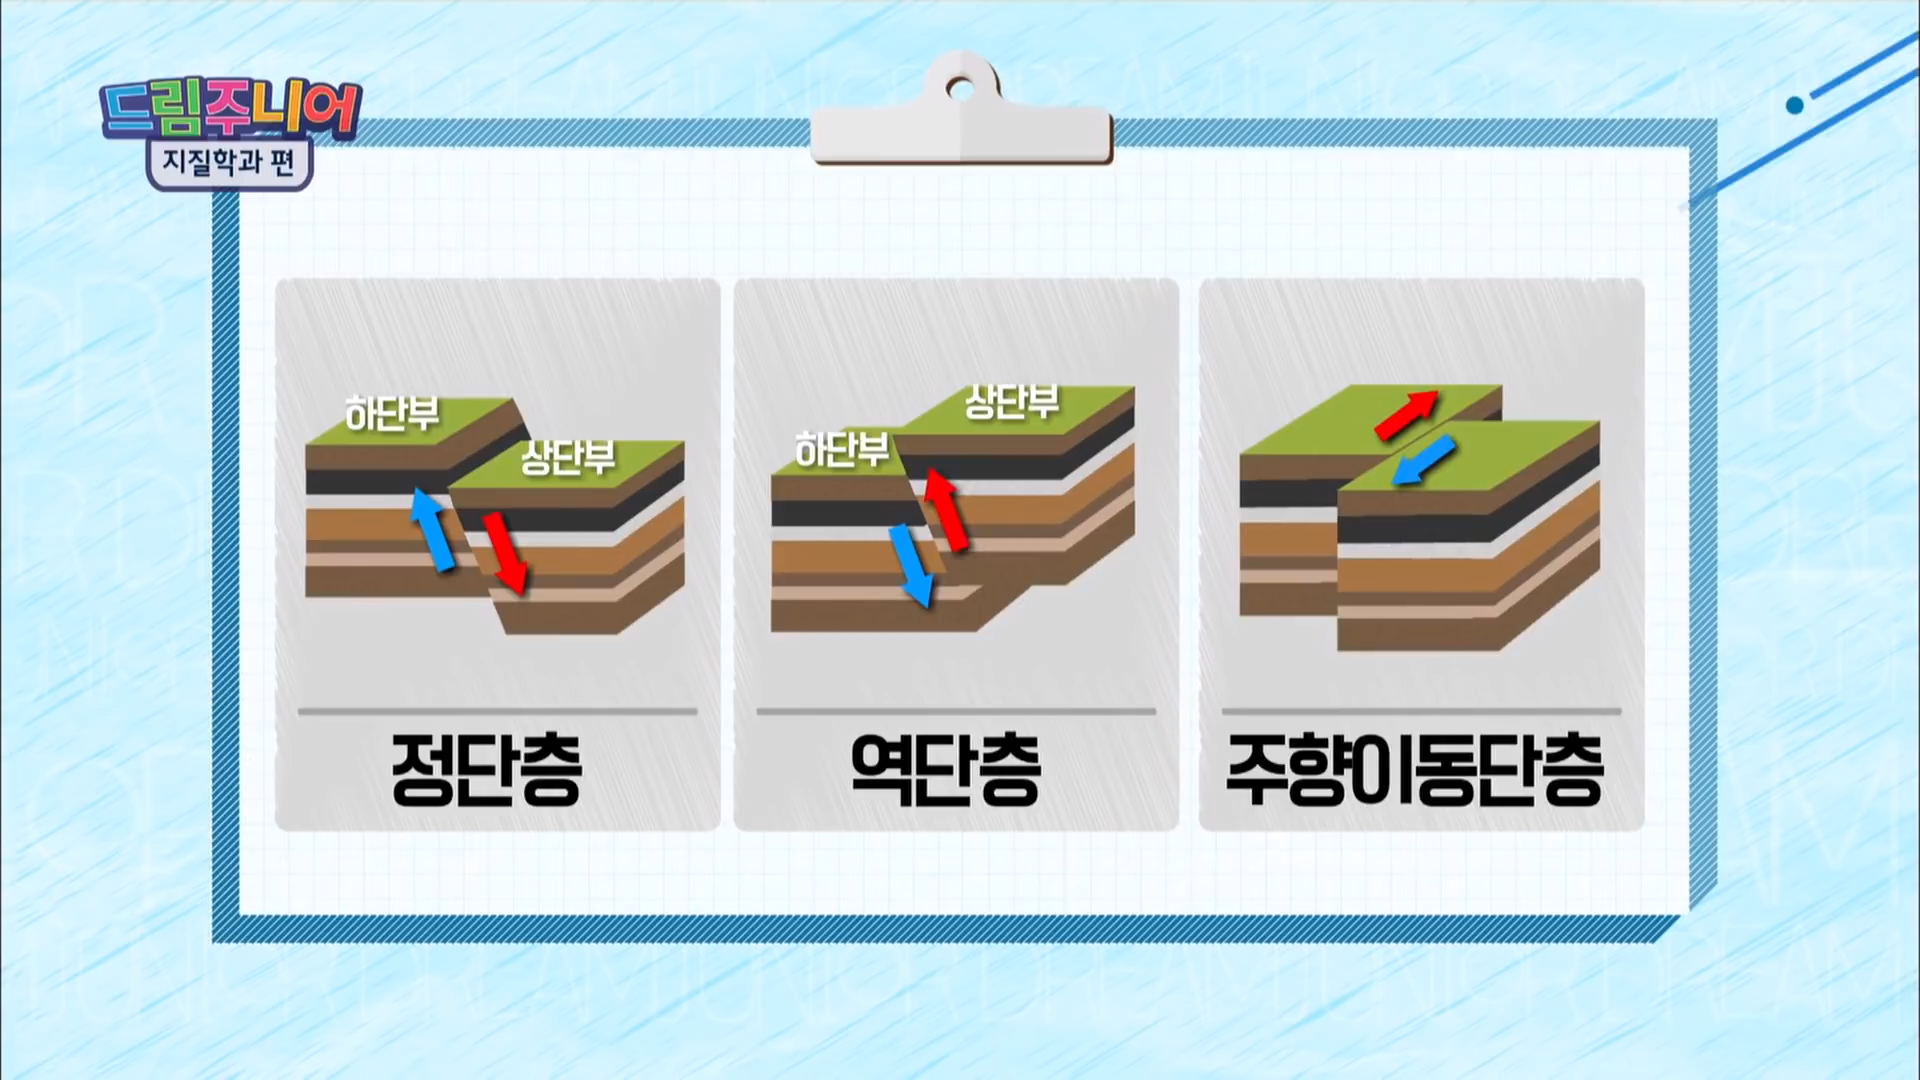 드림주니어
지질학과 편
하단부
상단부
하단부
상단부
정단층
역단층
주향이동단층